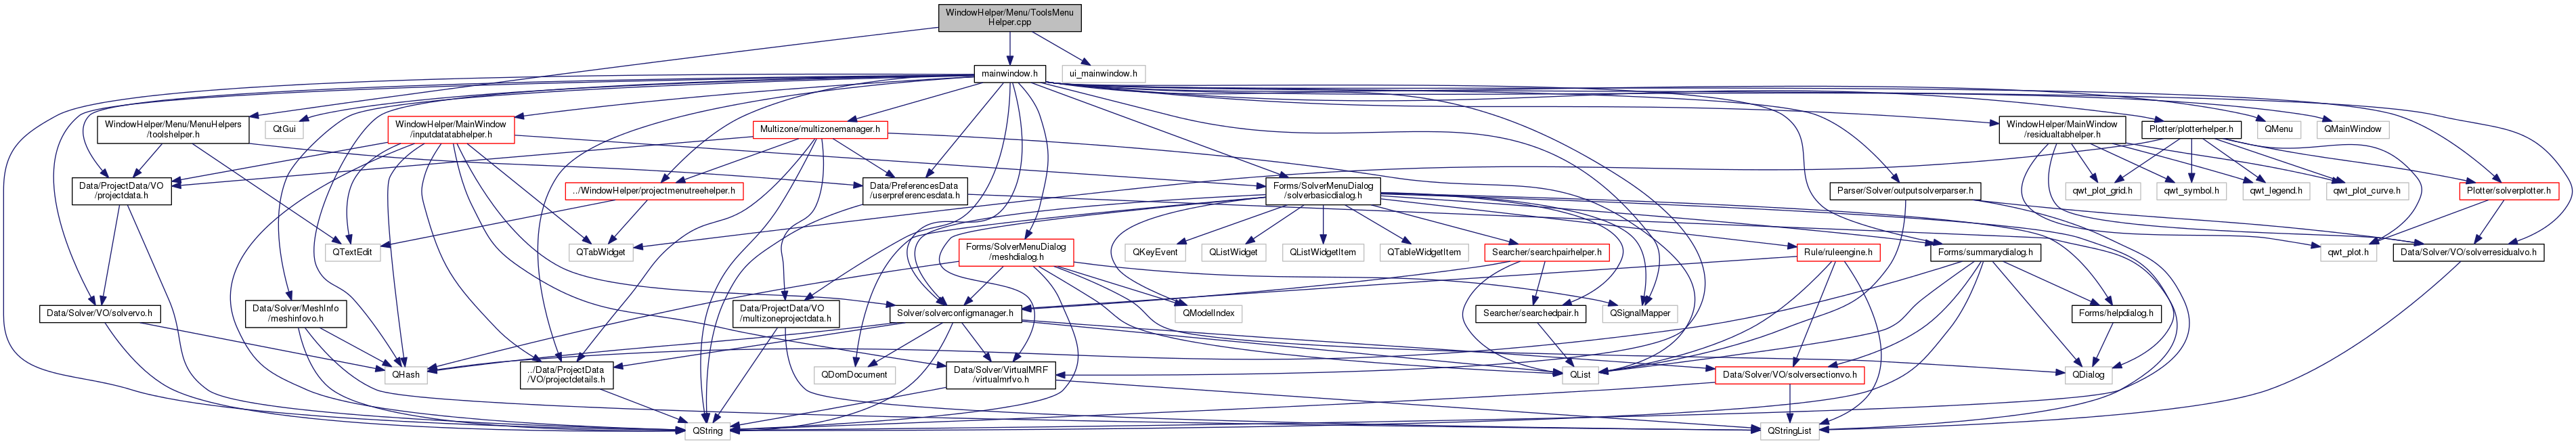 WindowHelper/Menu/ToolsMenu
Helper.cpp
mainwindow.h
ui_mainwindow.h
WindowHelper/Menu/MenuHelpers
/toolshelper.h
QtGui
WindowHelper/MainWindow
/inputdatatabhelper.h
Multizone/multizonemanager.h
WindowHelper/MainWindow
/residualtabhelper.h
Plotter/plotterhelper.h
QMenu
QMainWindow
Data/ProjectData/VO
/projectdata.h
../WindowHelper/projectmenutreehelper.h
Data/PreferencesData
/userpreferencesdata.h
Forms/SolverMenuDialog
/solverbasicdialog.h
Parser/Solver/outputsolverparser.h
qwt_plot_grid.h
qwt_symbol.h
qwt_legend.h
qwt_plot_curve.h
Plotter/solverplotter.h
QTextEdit
QTabWidget
Forms/SolverMenuDialog
/meshdialog.h
QKeyEvent
QListWidget
QListWidgetItem
QTableWidgetItem
Searcher/searchpairhelper.h
Rule/ruleengine.h
Forms/summarydialog.h
qwt_plot.h
Data/Solver/VO/solverresidualvo.h
Data/Solver/VO/solvervo.h
Data/Solver/MeshInfo
/meshinfovo.h
Data/ProjectData/VO
/multizoneprojectdata.h
Solver/solverconfigmanager.h
QModelIndex
Searcher/searchedpair.h
QSignalMapper
Forms/helpdialog.h
QHash
../Data/ProjectData
/VO/projectdetails.h
QDomDocument
Data/Solver/VirtualMRF
/virtualmrfvo.h
QList
Data/Solver/VO/solversectionvo.h
QDialog
QString
QStringList